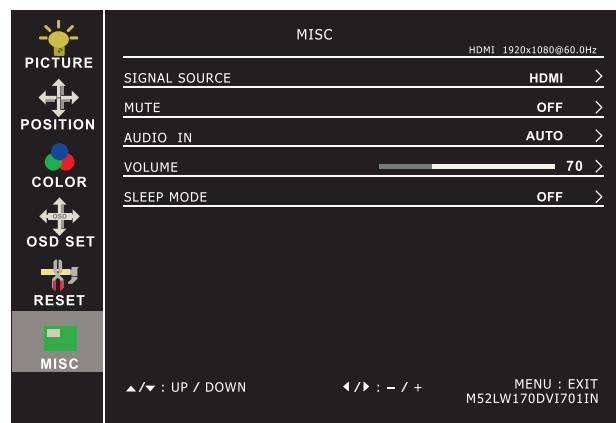 PICTURE
POSITION
COLOR
OSD
OSD SET
RESET
MISC
MISC
HDMI 1920x1080@60.0Hz
SIGNAL SOURCE HDMI >
MUTE OFF >
AUDIO IN AUTO >
VOLUME 70 >
SLEEP MODE OFF >
▲/▼ : UP / DOWN ◀/▶ : – / + MENU : EXIT
M52LW170DVI701IN